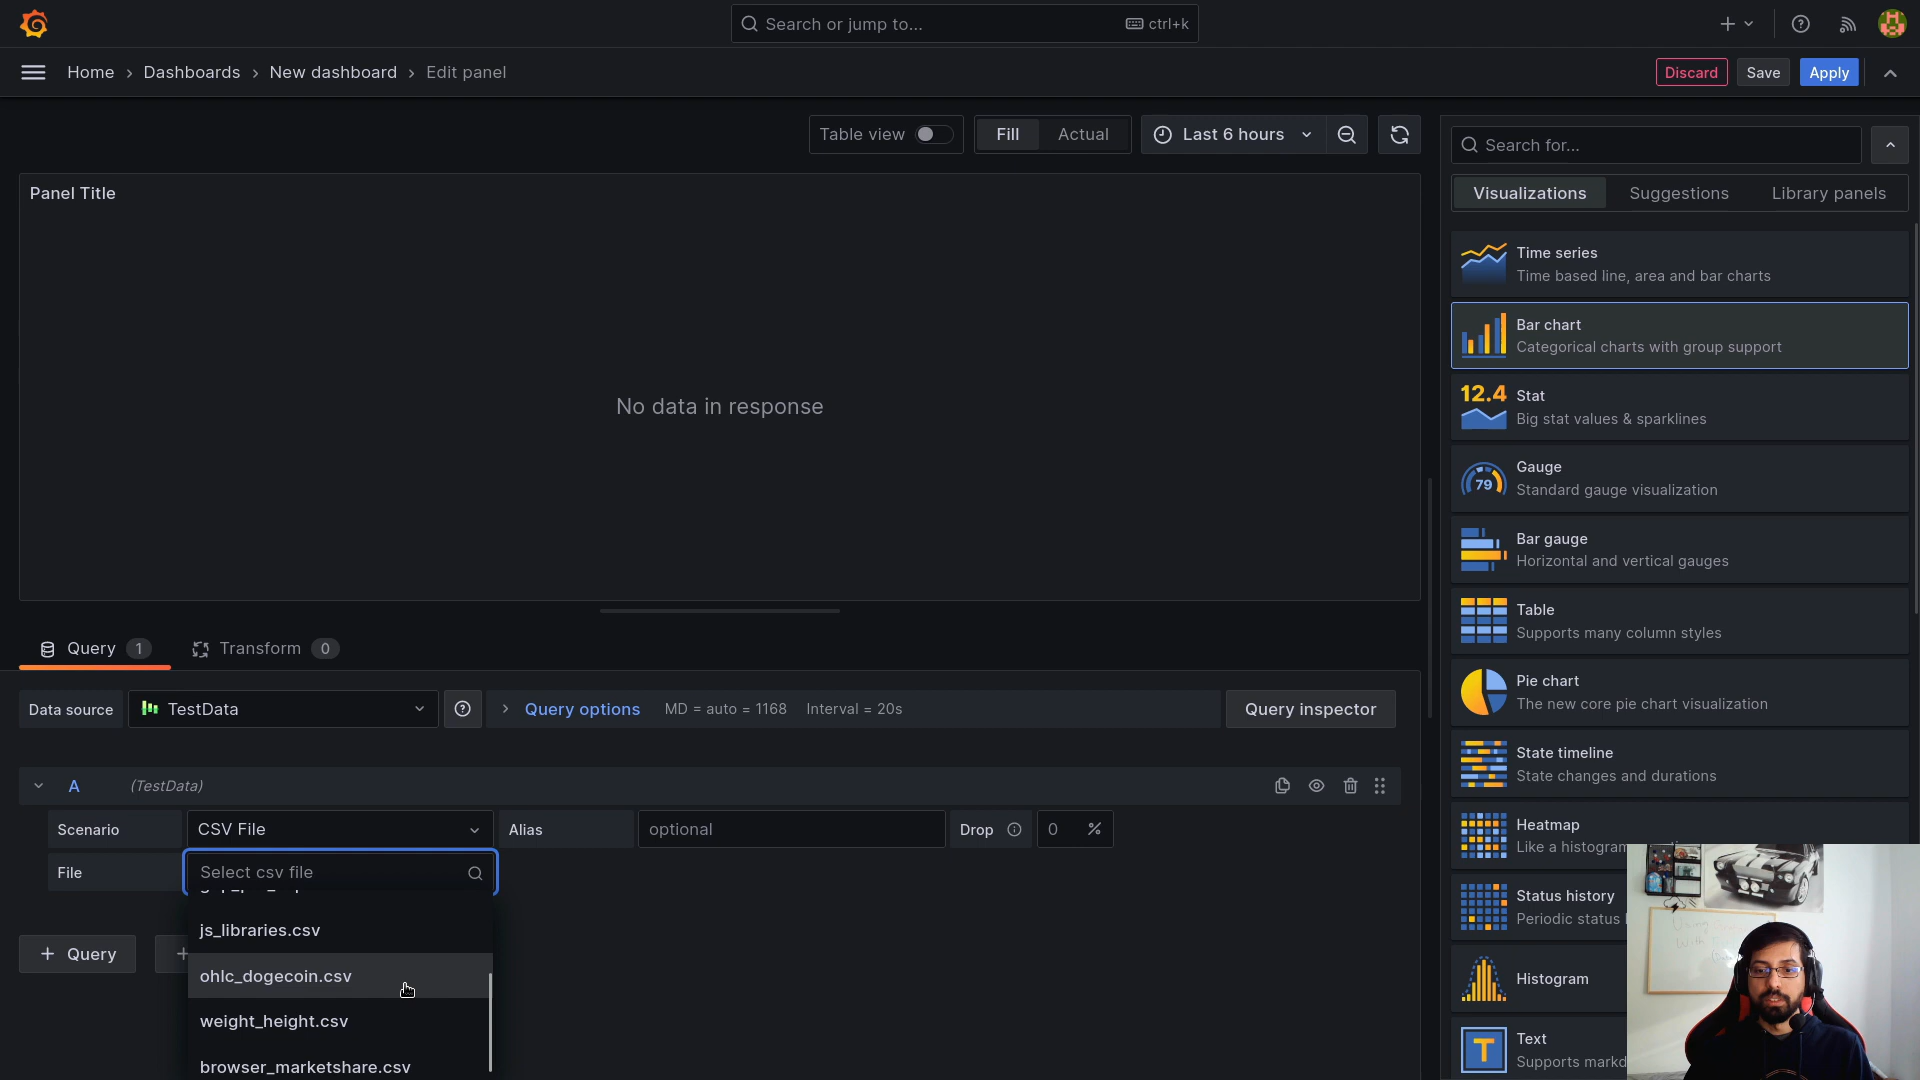 Search or jump to...
ctrl+k
Home › Dashboards › New dashboard › Edit panel
Discard
Save
Apply
Table view
Fill
Actual
Last 6 hours
Search for...
Visualizations
Suggestions
Library panels
Panel Title
No data in response
Time series
Time based line, area and bar charts
Bar chart
Categorical charts with group support
12.4
Stat
Big stat values & sparklines
79
Gauge
Standard gauge visualization
Bar gauge
Horizontal and vertical gauges
Table
Supports many column styles
Pie chart
The new core pie chart visualization
State timeline
State changes and durations
Heatmap
Like a histogram
Status history
Periodic status
Histogram
T
Text
Supports markd
Query 1
Transform 0
Data source
TestData
Query options
MD = auto = 1168
Interval = 20s
Query inspector
A
(TestData)
Scenario
CSV File
Alias
optional
Drop
0 %
File
Select csv file
js_libraries.csv
ohlc_dogecoin.csv
weight_height.csv
browser_marketshare.csv
+ Query
+